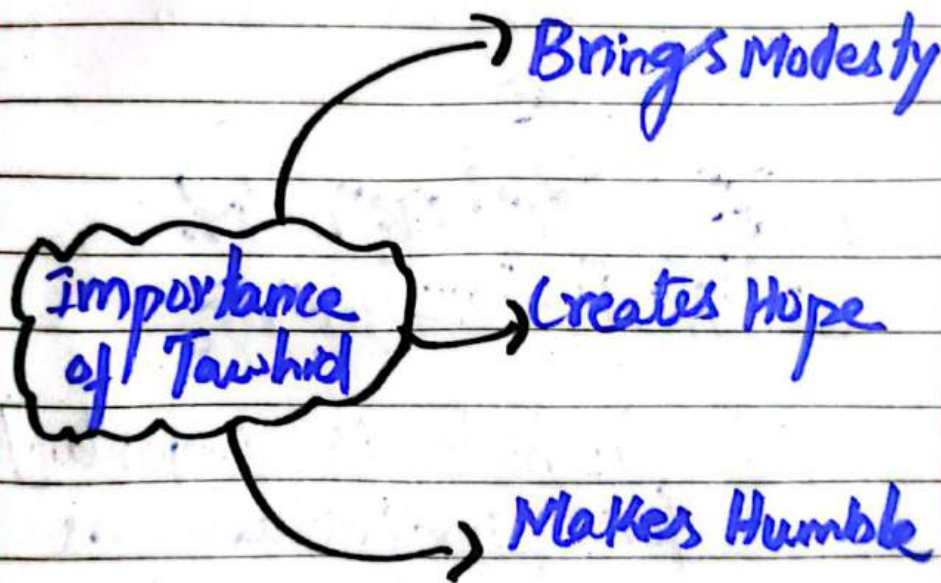 Brings Modesty
Importance
of Tawhid
Creates Hope
Makes Humble